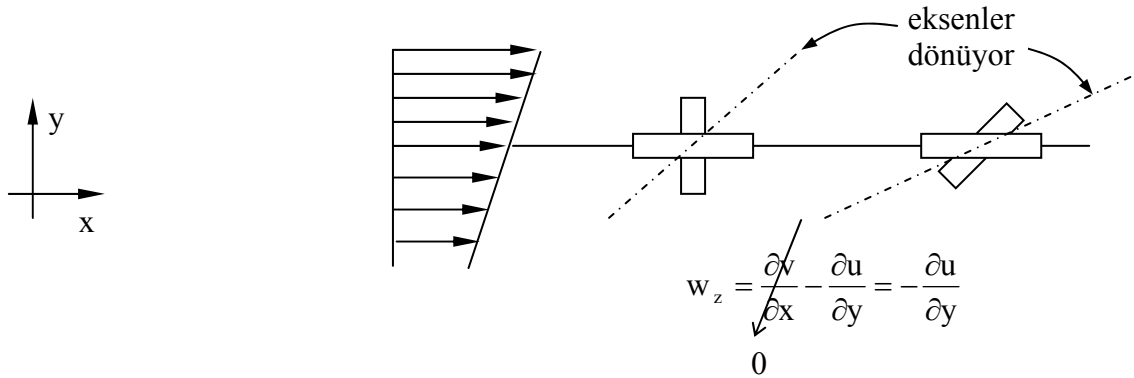 eksenler
dönüyor
y
x
w_z = ∂v/∂x - ∂u/∂y = - ∂u/∂y
0